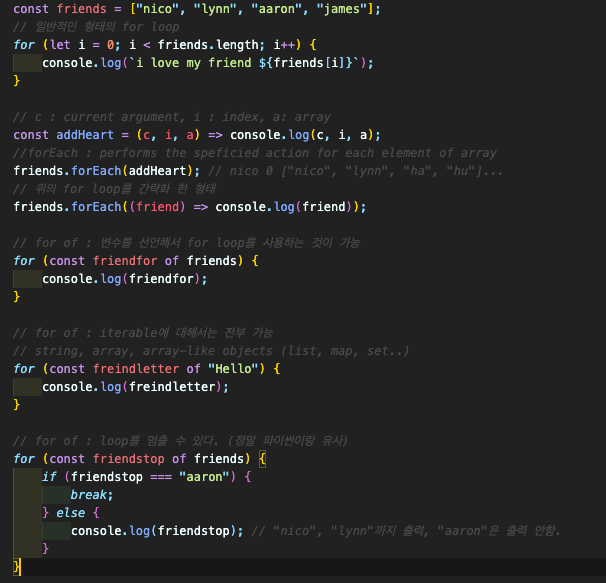 const friends = ["nico", "lynn", "aaron", "james"];
// 일반적인 형태의 for loop
for (let i = 0; i < friends.length; i++) {
    console.log(`i love my friend ${friends[i]}`);
}

// c : current argument, i : index, a: array
const addHeart = (c, i, a) => console.log(c, i, a);
//forEach : performs the speficied action for each element of array
friends.forEach(addHeart); // nico 0 ["nico", "lynn", "ha", "hu"]...
// 위의 for loop를 간략화 한 형태
friends.forEach((friend) => console.log(friend));

// for of : 변수를 선언해서 for loop를 사용하는 것이 가능
for (const friendfor of friends) {
    console.log(friendfor);
}

// for of : iterable에 대해서는 전부 가능
// string, array, array-like objects (list, map, set..)
for (const freindletter of "Hello") {
    console.log(freindletter);
}

// for of : loop를 멈출 수 있다. (정말 파이썬이랑 유사)
for (const friendstop of friends) {
    if (friendstop === "aaron") {
        break;
    } else {
        console.log(friendstop); // "nico", "lynn"까지 출력, "aaron"은 출력 안함.
    }
}